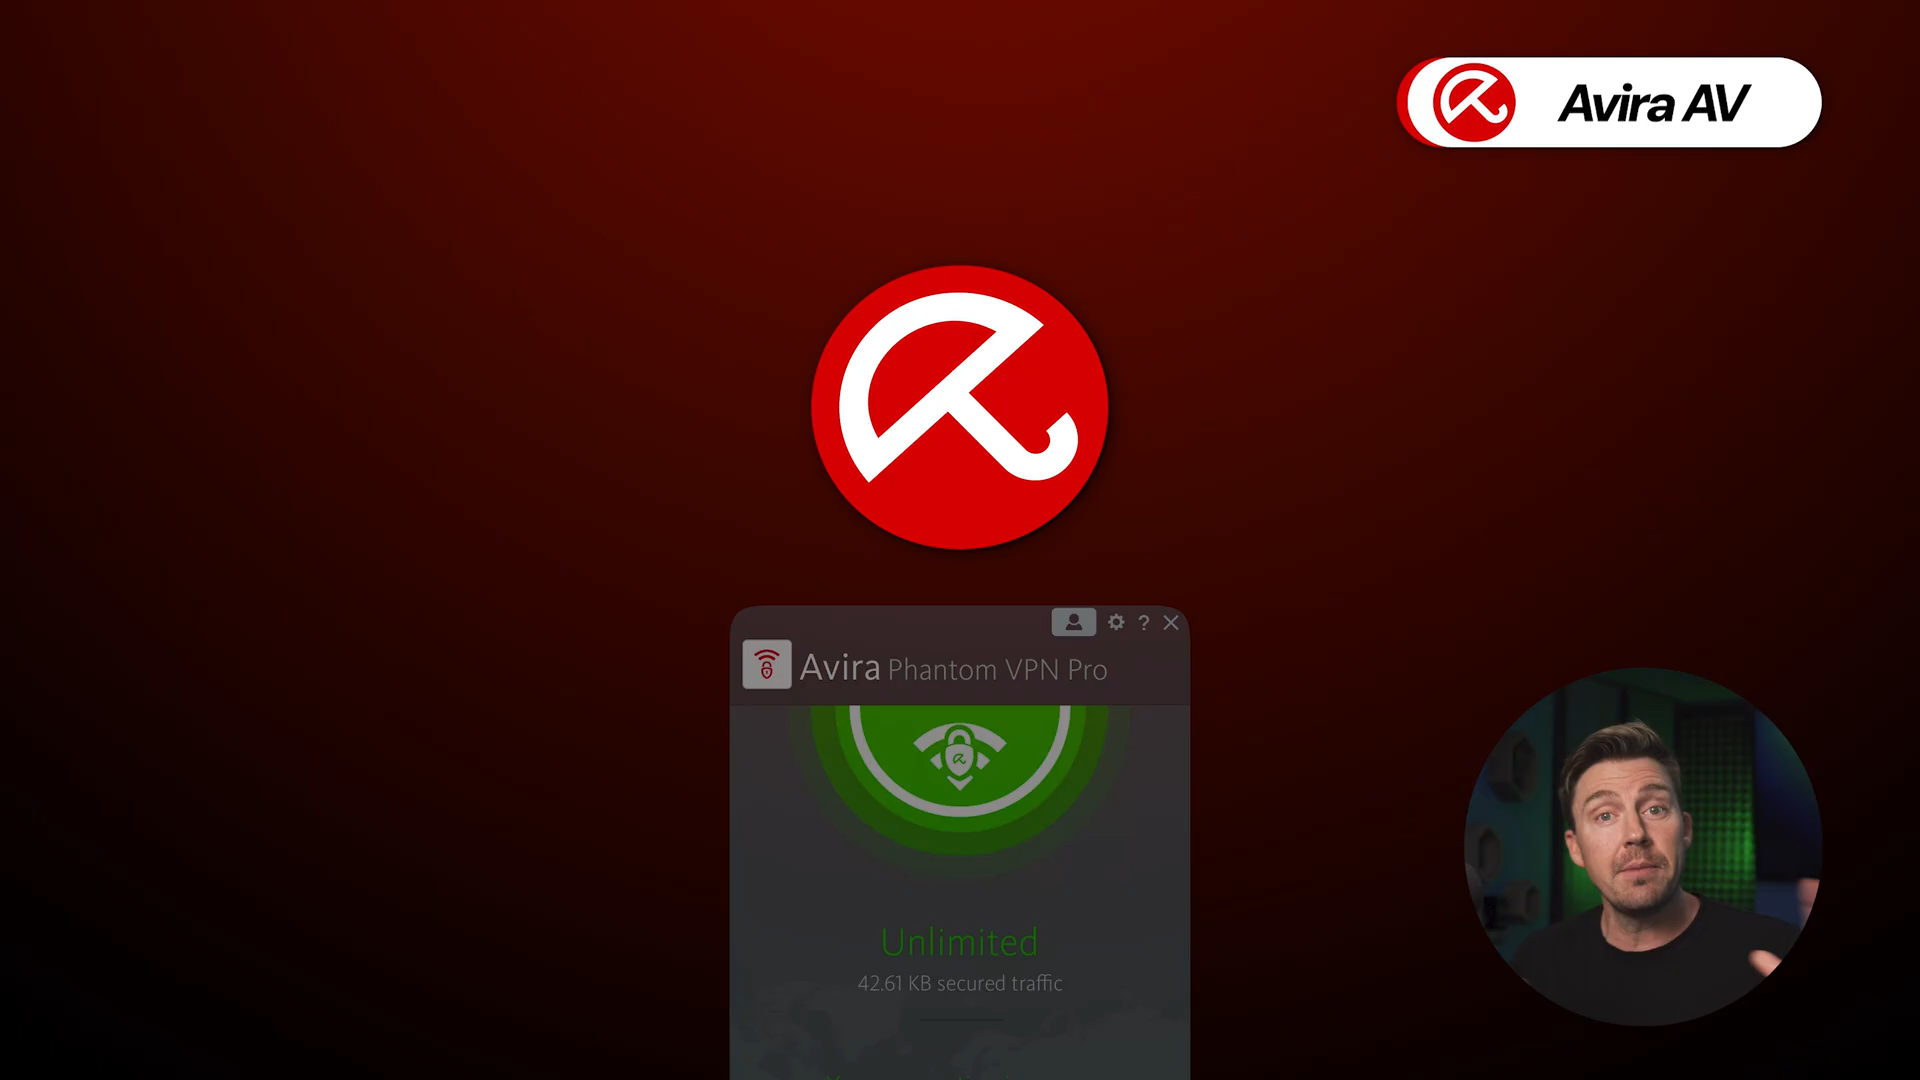 Avira AV
?
Avira Phantom VPN Pro
Unlimited
42.61 KB secured traffic